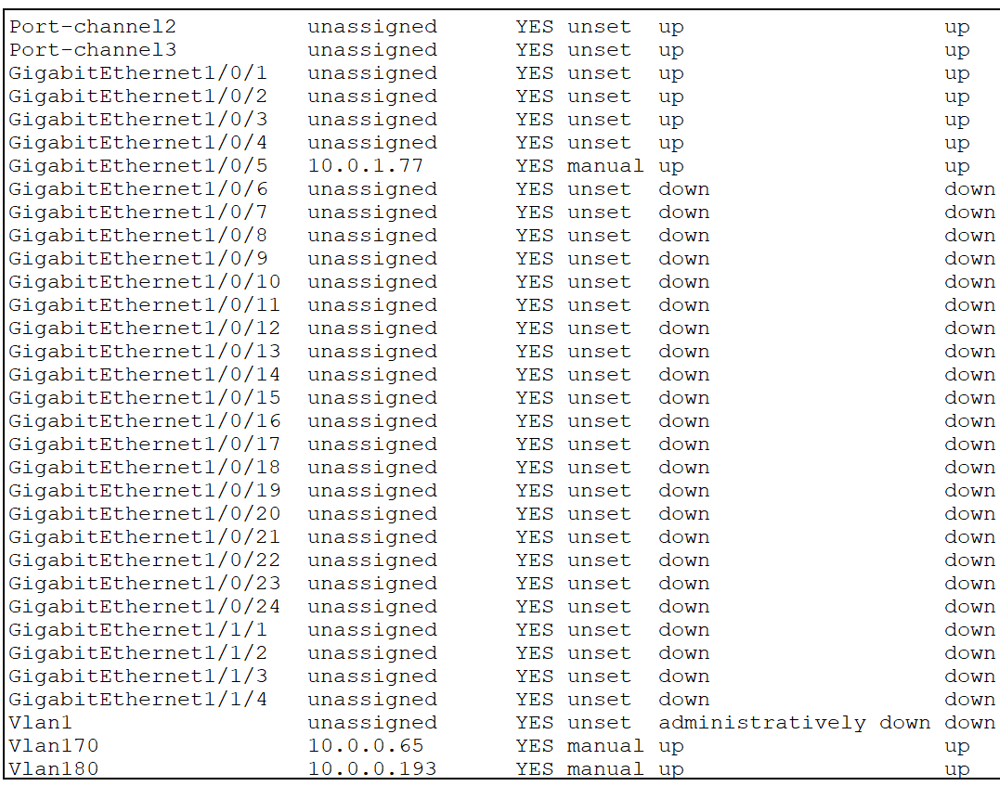 Port-channel2          unassigned      YES unset  up                    up
Port-channel3          unassigned      YES unset  up                    up
GigabitEthernet1/0/1   unassigned      YES unset  up                    up
GigabitEthernet1/0/2   unassigned      YES unset  up                    up
GigabitEthernet1/0/3   unassigned      YES unset  up                    up
GigabitEthernet1/0/4   unassigned      YES unset  up                    up
GigabitEthernet1/0/5   10.0.1.77       YES manual up                    up
GigabitEthernet1/0/6   unassigned      YES unset  down                  down
GigabitEthernet1/0/7   unassigned      YES unset  down                  down
GigabitEthernet1/0/8   unassigned      YES unset  down                  down
GigabitEthernet1/0/9   unassigned      YES unset  down                  down
GigabitEthernet1/0/10  unassigned      YES unset  down                  down
GigabitEthernet1/0/11  unassigned      YES unset  down                  down
GigabitEthernet1/0/12  unassigned      YES unset  down                  down
GigabitEthernet1/0/13  unassigned      YES unset  down                  down
GigabitEthernet1/0/14  unassigned      YES unset  down                  down
GigabitEthernet1/0/15  unassigned      YES unset  down                  down
GigabitEthernet1/0/16  unassigned      YES unset  down                  down
GigabitEthernet1/0/17  unassigned      YES unset  down                  down
GigabitEthernet1/0/18  unassigned      YES unset  down                  down
GigabitEthernet1/0/19  unassigned      YES unset  down                  down
GigabitEthernet1/0/20  unassigned      YES unset  down                  down
GigabitEthernet1/0/21  unassigned      YES unset  down                  down
GigabitEthernet1/0/22  unassigned      YES unset  down                  down
GigabitEthernet1/0/23  unassigned      YES unset  down                  down
GigabitEthernet1/0/24  unassigned      YES unset  down                  down
GigabitEthernet1/1/1   unassigned      YES unset  down                  down
GigabitEthernet1/1/2   unassigned      YES unset  down                  down
GigabitEthernet1/1/3   unassigned      YES unset  down                  down
GigabitEthernet1/1/4   unassigned      YES unset  down                  down
Vlan1                  unassigned      YES unset  administratively down down
Vlan170                10.0.0.65       YES manual up                    up
Vlan180                10.0.0.193      YES manual up                    up